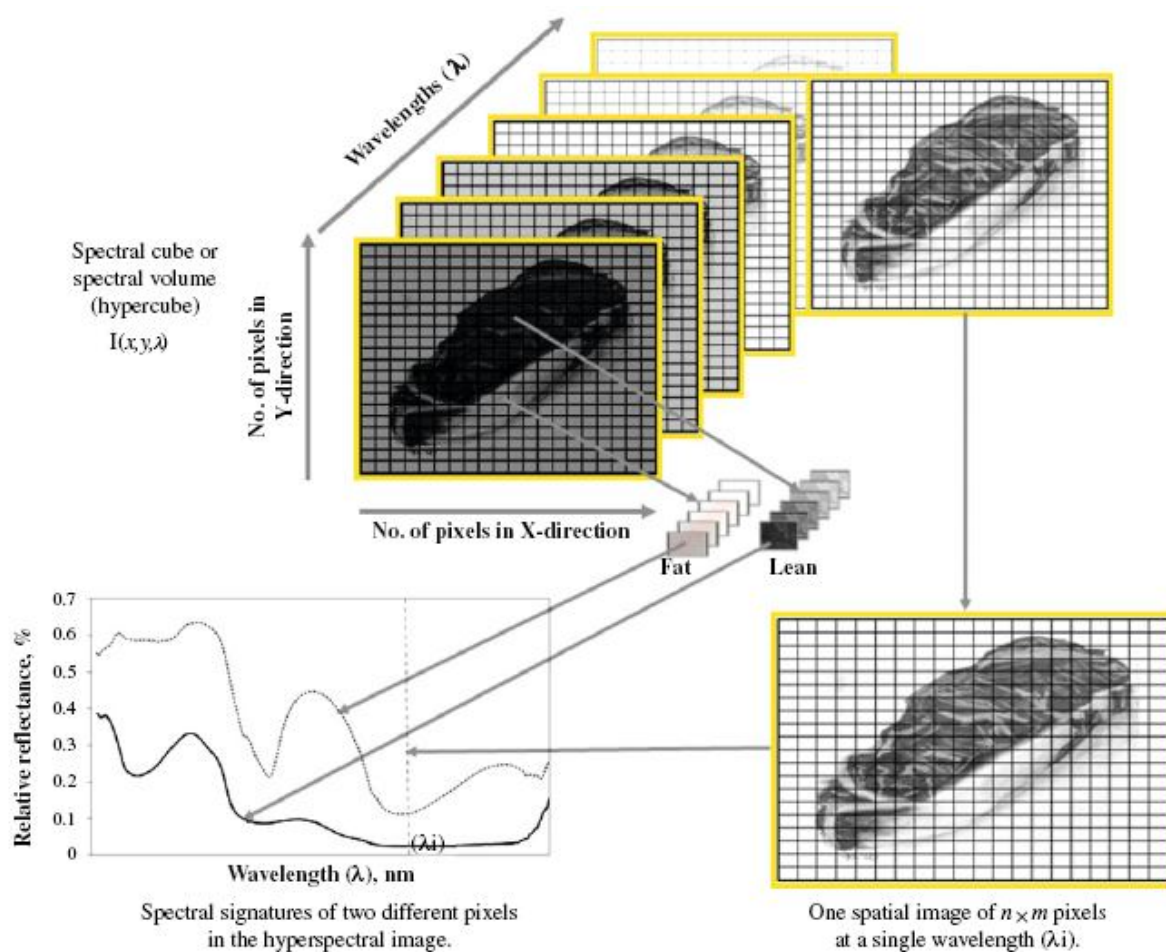 Wavelengths (λ)
Spectral cube or
spectral volume
(hypercube)
I(x,y,λ)
No. of pixels in
Y-direction
No. of pixels in X-direction
Fat
Lean
0.7
0.6
0.5
0.4
0.3
0.2
0.1
0
Relative reflectance, %
(λi)
Wavelength (λ), nm
Spectral signatures of two different pixels
in the hyperspectral image.
One spatial image of n × m pixels
at a single wavelength (λi).